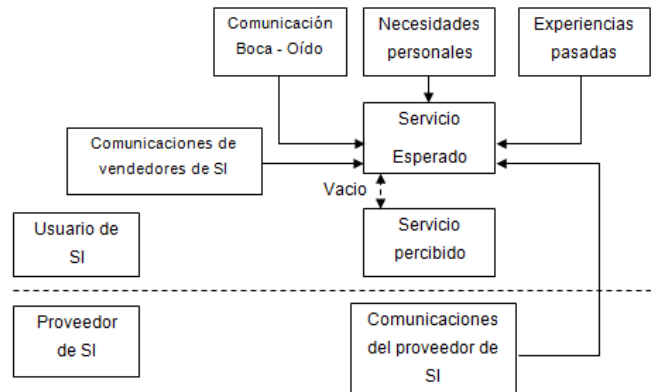 Comunicación
Boca - Oído
Necesidades
personales
Experiencias
pasadas
Servicio
Esperado
Comunicaciones de
vendedores de SI
Vacio
Servicio
percibido
Usuario de
SI
Proveedor
de SI
Comunicaciones
del proveedor de
SI